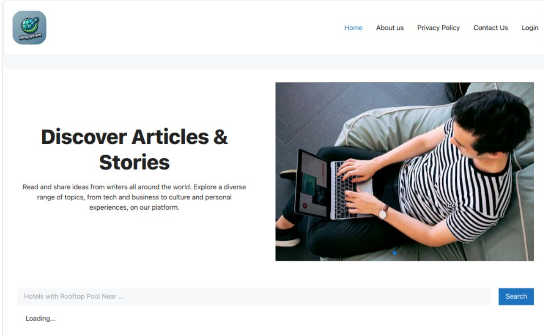 Home About us Privacy Policy Contact Us Login
Discover Articles &
Stories
Read and share ideas from writers all around the world. Explore a diverse
range of topics, from tech and business to culture and personal
experiences, on our platform.
Hotels with Rooftop Pool Near ...
Search
Loading...